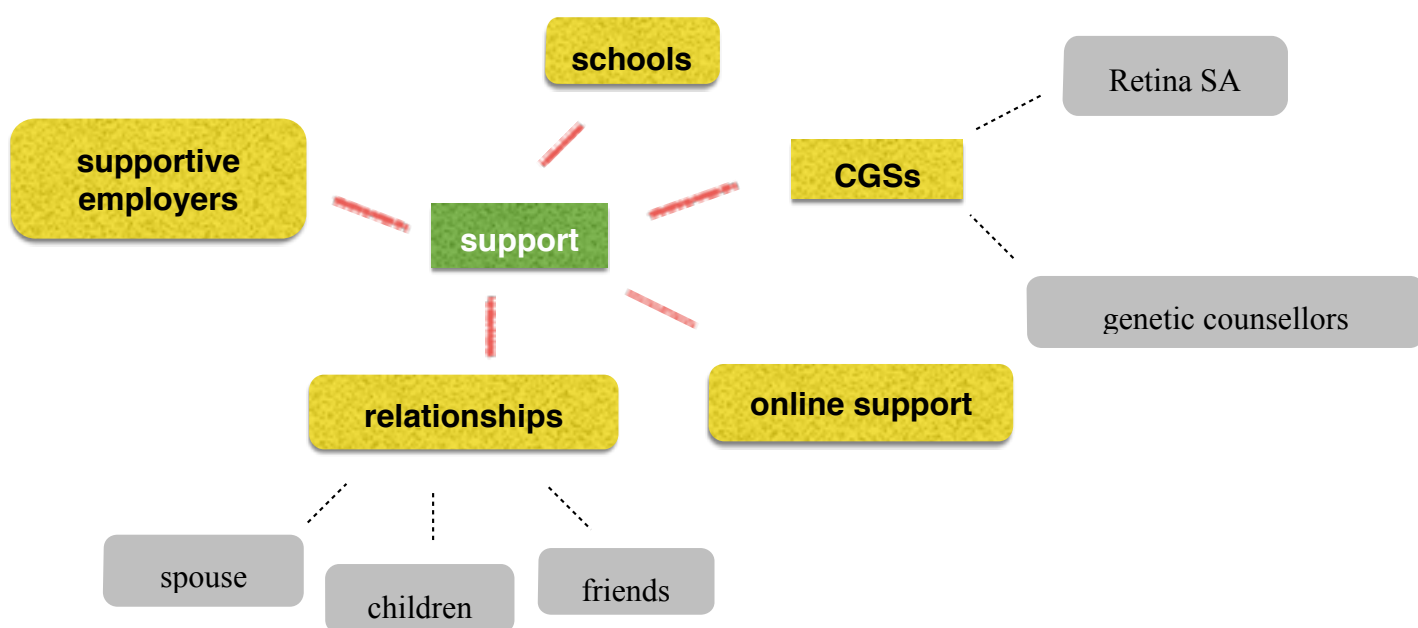 schools
Retina SA
supportive
employers
CGSs
support
genetic counsellors
relationships
online support
spouse
children
friends